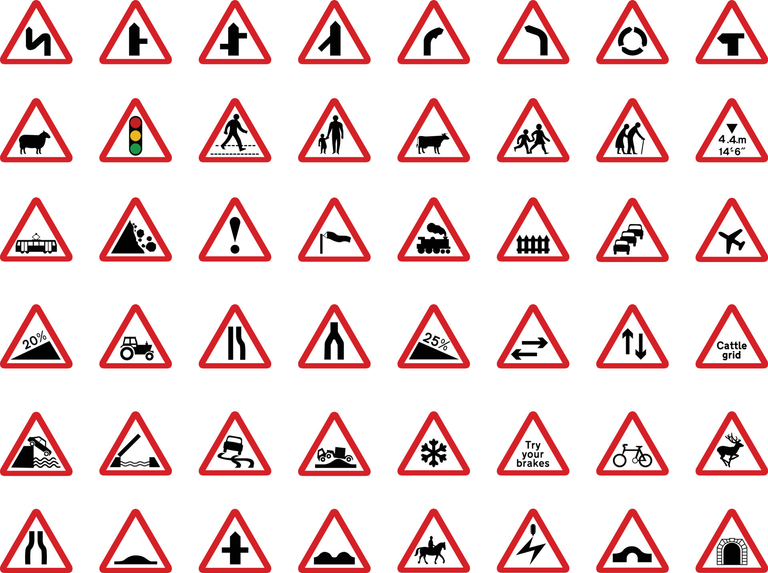 4.4m
14'6"
20%
25%
Cattle
grid
Try
your
brakes